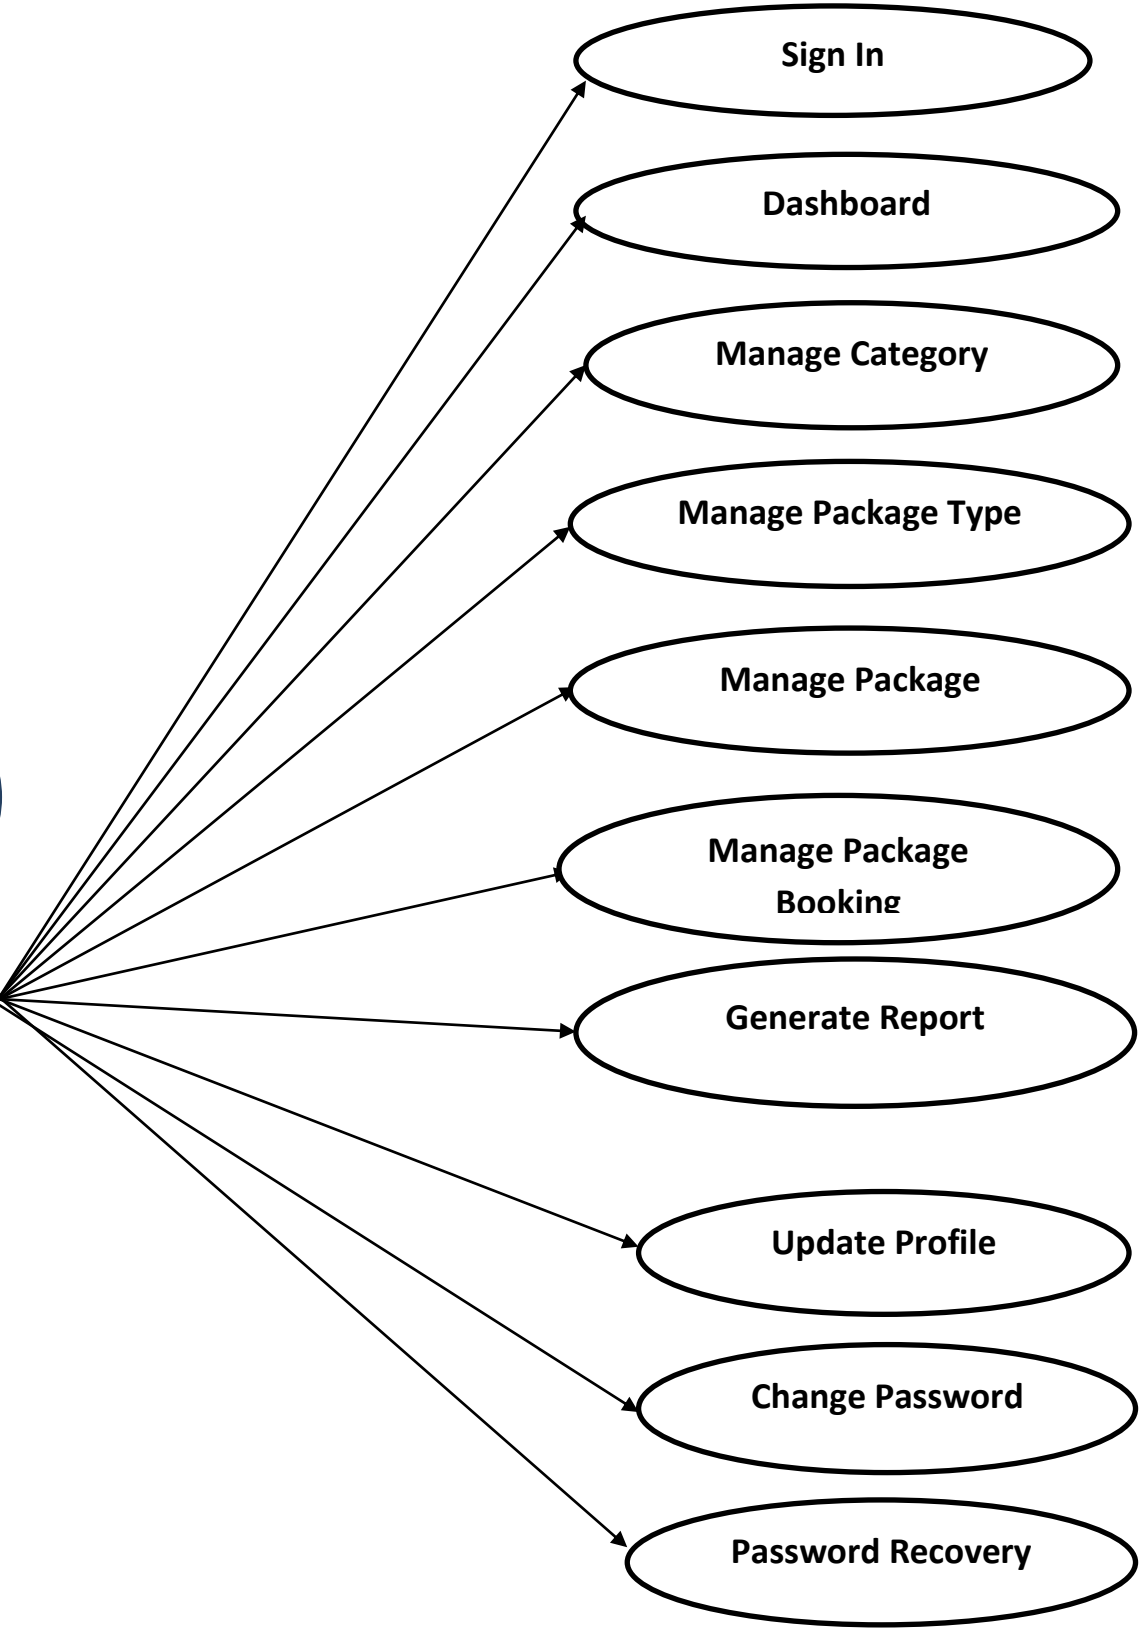 Sign In
Dashboard
Manage Category
Manage Package Type
Manage Package
Manage Package
Booking
Generate Report
Update Profile
Change Password
Password Recovery